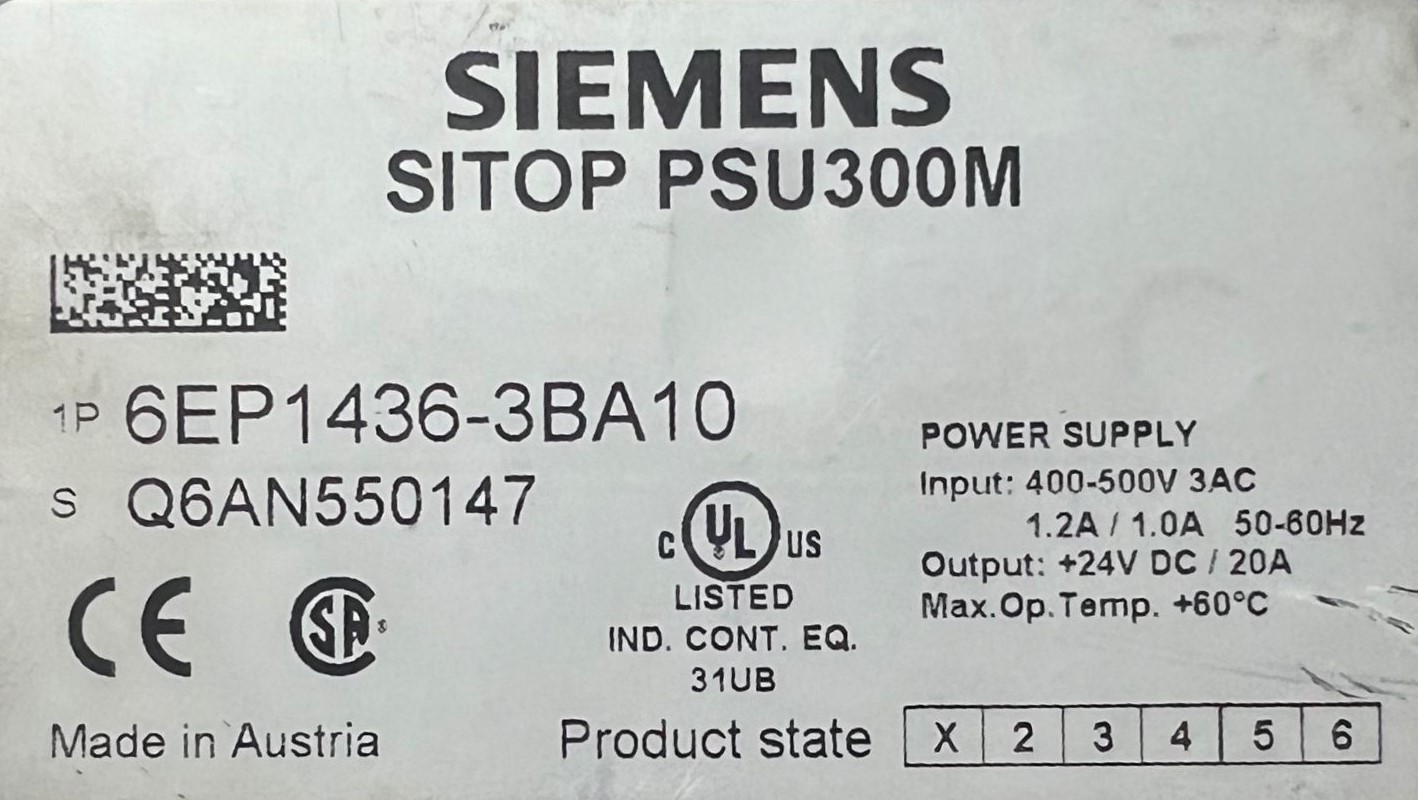 SIEMENS
SITOP PSU300M
1P 6EP1436-3BA10
S Q6AN550147
POWER SUPPLY
Input: 400-500V 3AC
1.2A / 1.0A 50-60Hz
Output: +24V DC / 20A
Max.Op.Temp. +60°C
C UL US
LISTED
IND. CONT. EQ.
31UB
CE SA®
Made in Austria
Product state X 2 3 4 5 6